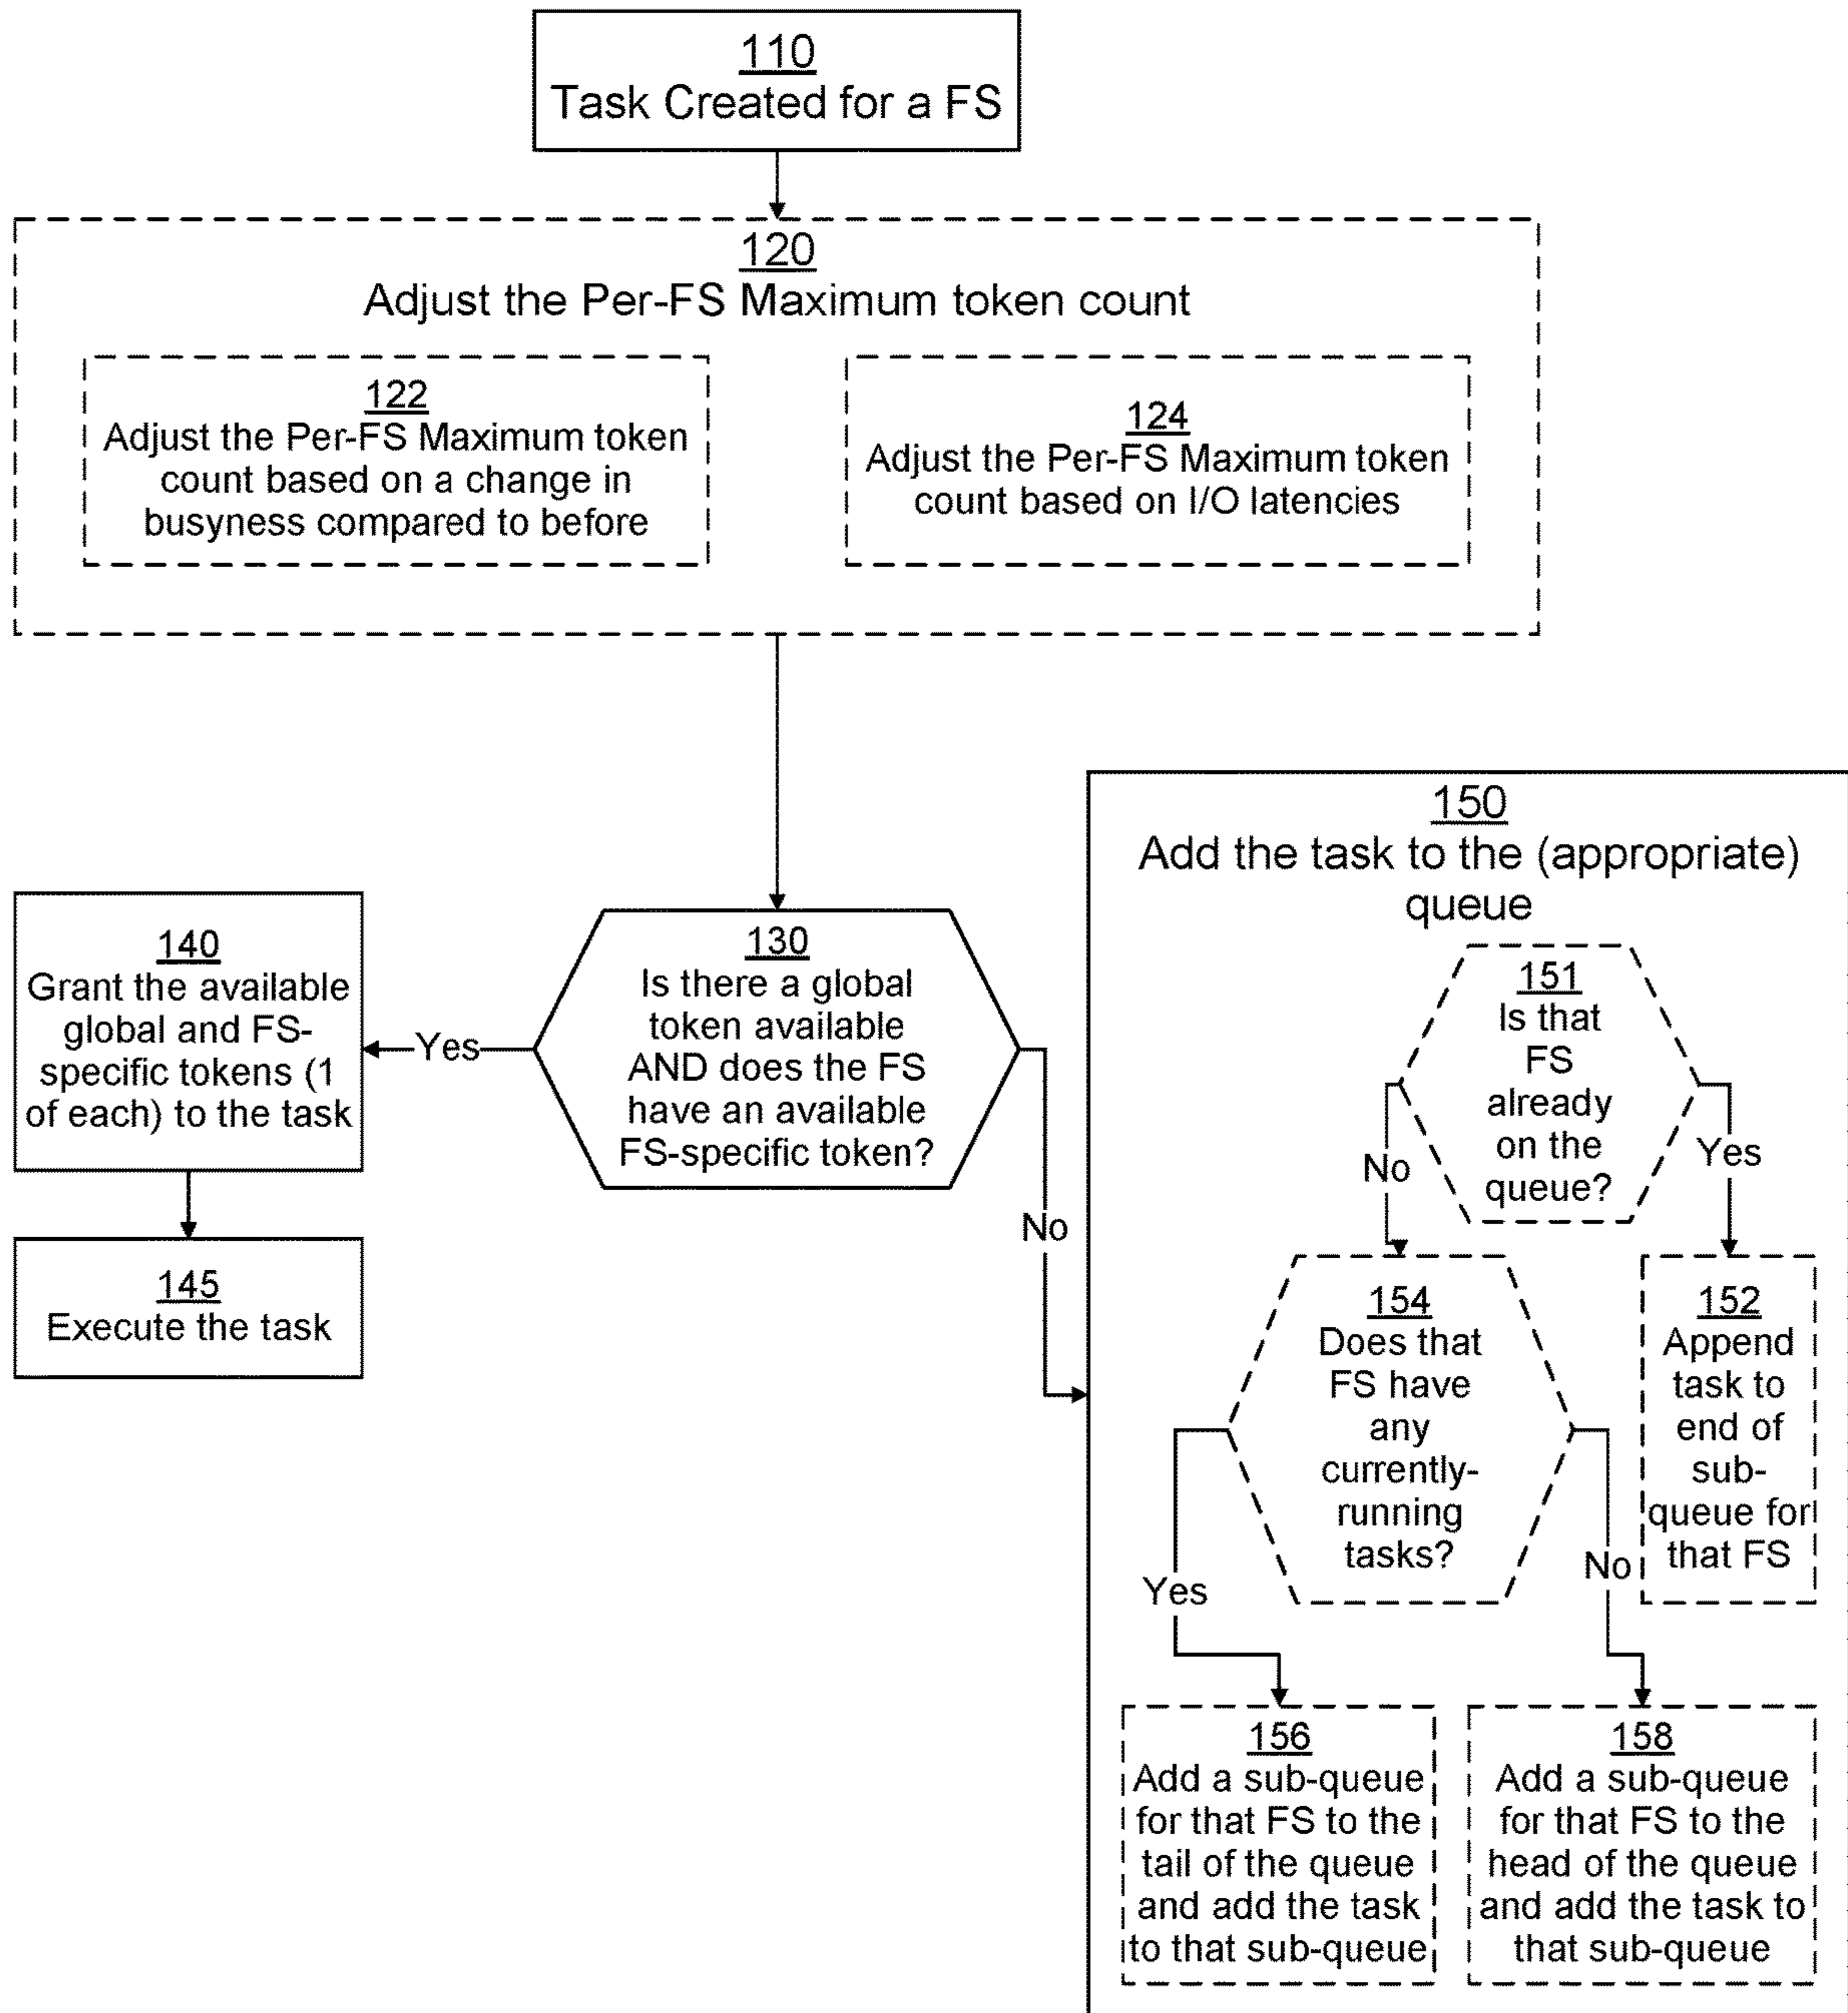 110
Task Created for a FS
120
Adjust the Per-FS Maximum token count
122
Adjust the Per-FS Maximum token
count based on a change in
busyness compared to before
124
Adjust the Per-FS Maximum token
count based on I/O latencies
130
Is there a global
token available
AND does the FS
have an available
FS-specific token?
Yes
140
Grant the available
global and FS-
specific tokens (1
of each) to the task
145
Execute the task
No
150
Add the task to the (appropriate)
queue
151
Is that
FS
already
on the
queue?
No
Yes
154
Does that
FS have
any
currently-
running
tasks?
152
Append
task to
end of
sub-
queue for
that FS
Yes
No
156
Add a sub-queue
for that FS to the
tail of the queue
and add the task
to that sub-queue
158
Add a sub-queue
for that FS to the
head of the queue
and add the task to
that sub-queue